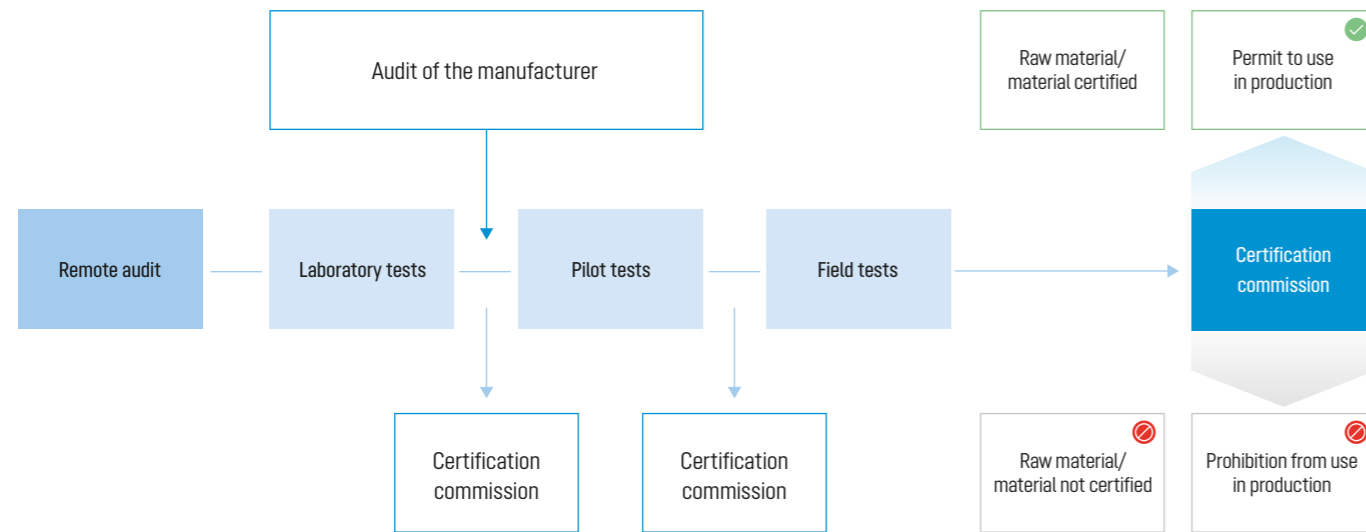 Audit of the manufacturer
Raw material/
material certified
Permit to use
in production
Remote audit
Laboratory tests
Pilot tests
Field tests
Certification
commission
Certification
commission
Certification
commission
Raw material/
material not certified
Prohibition from use
in production